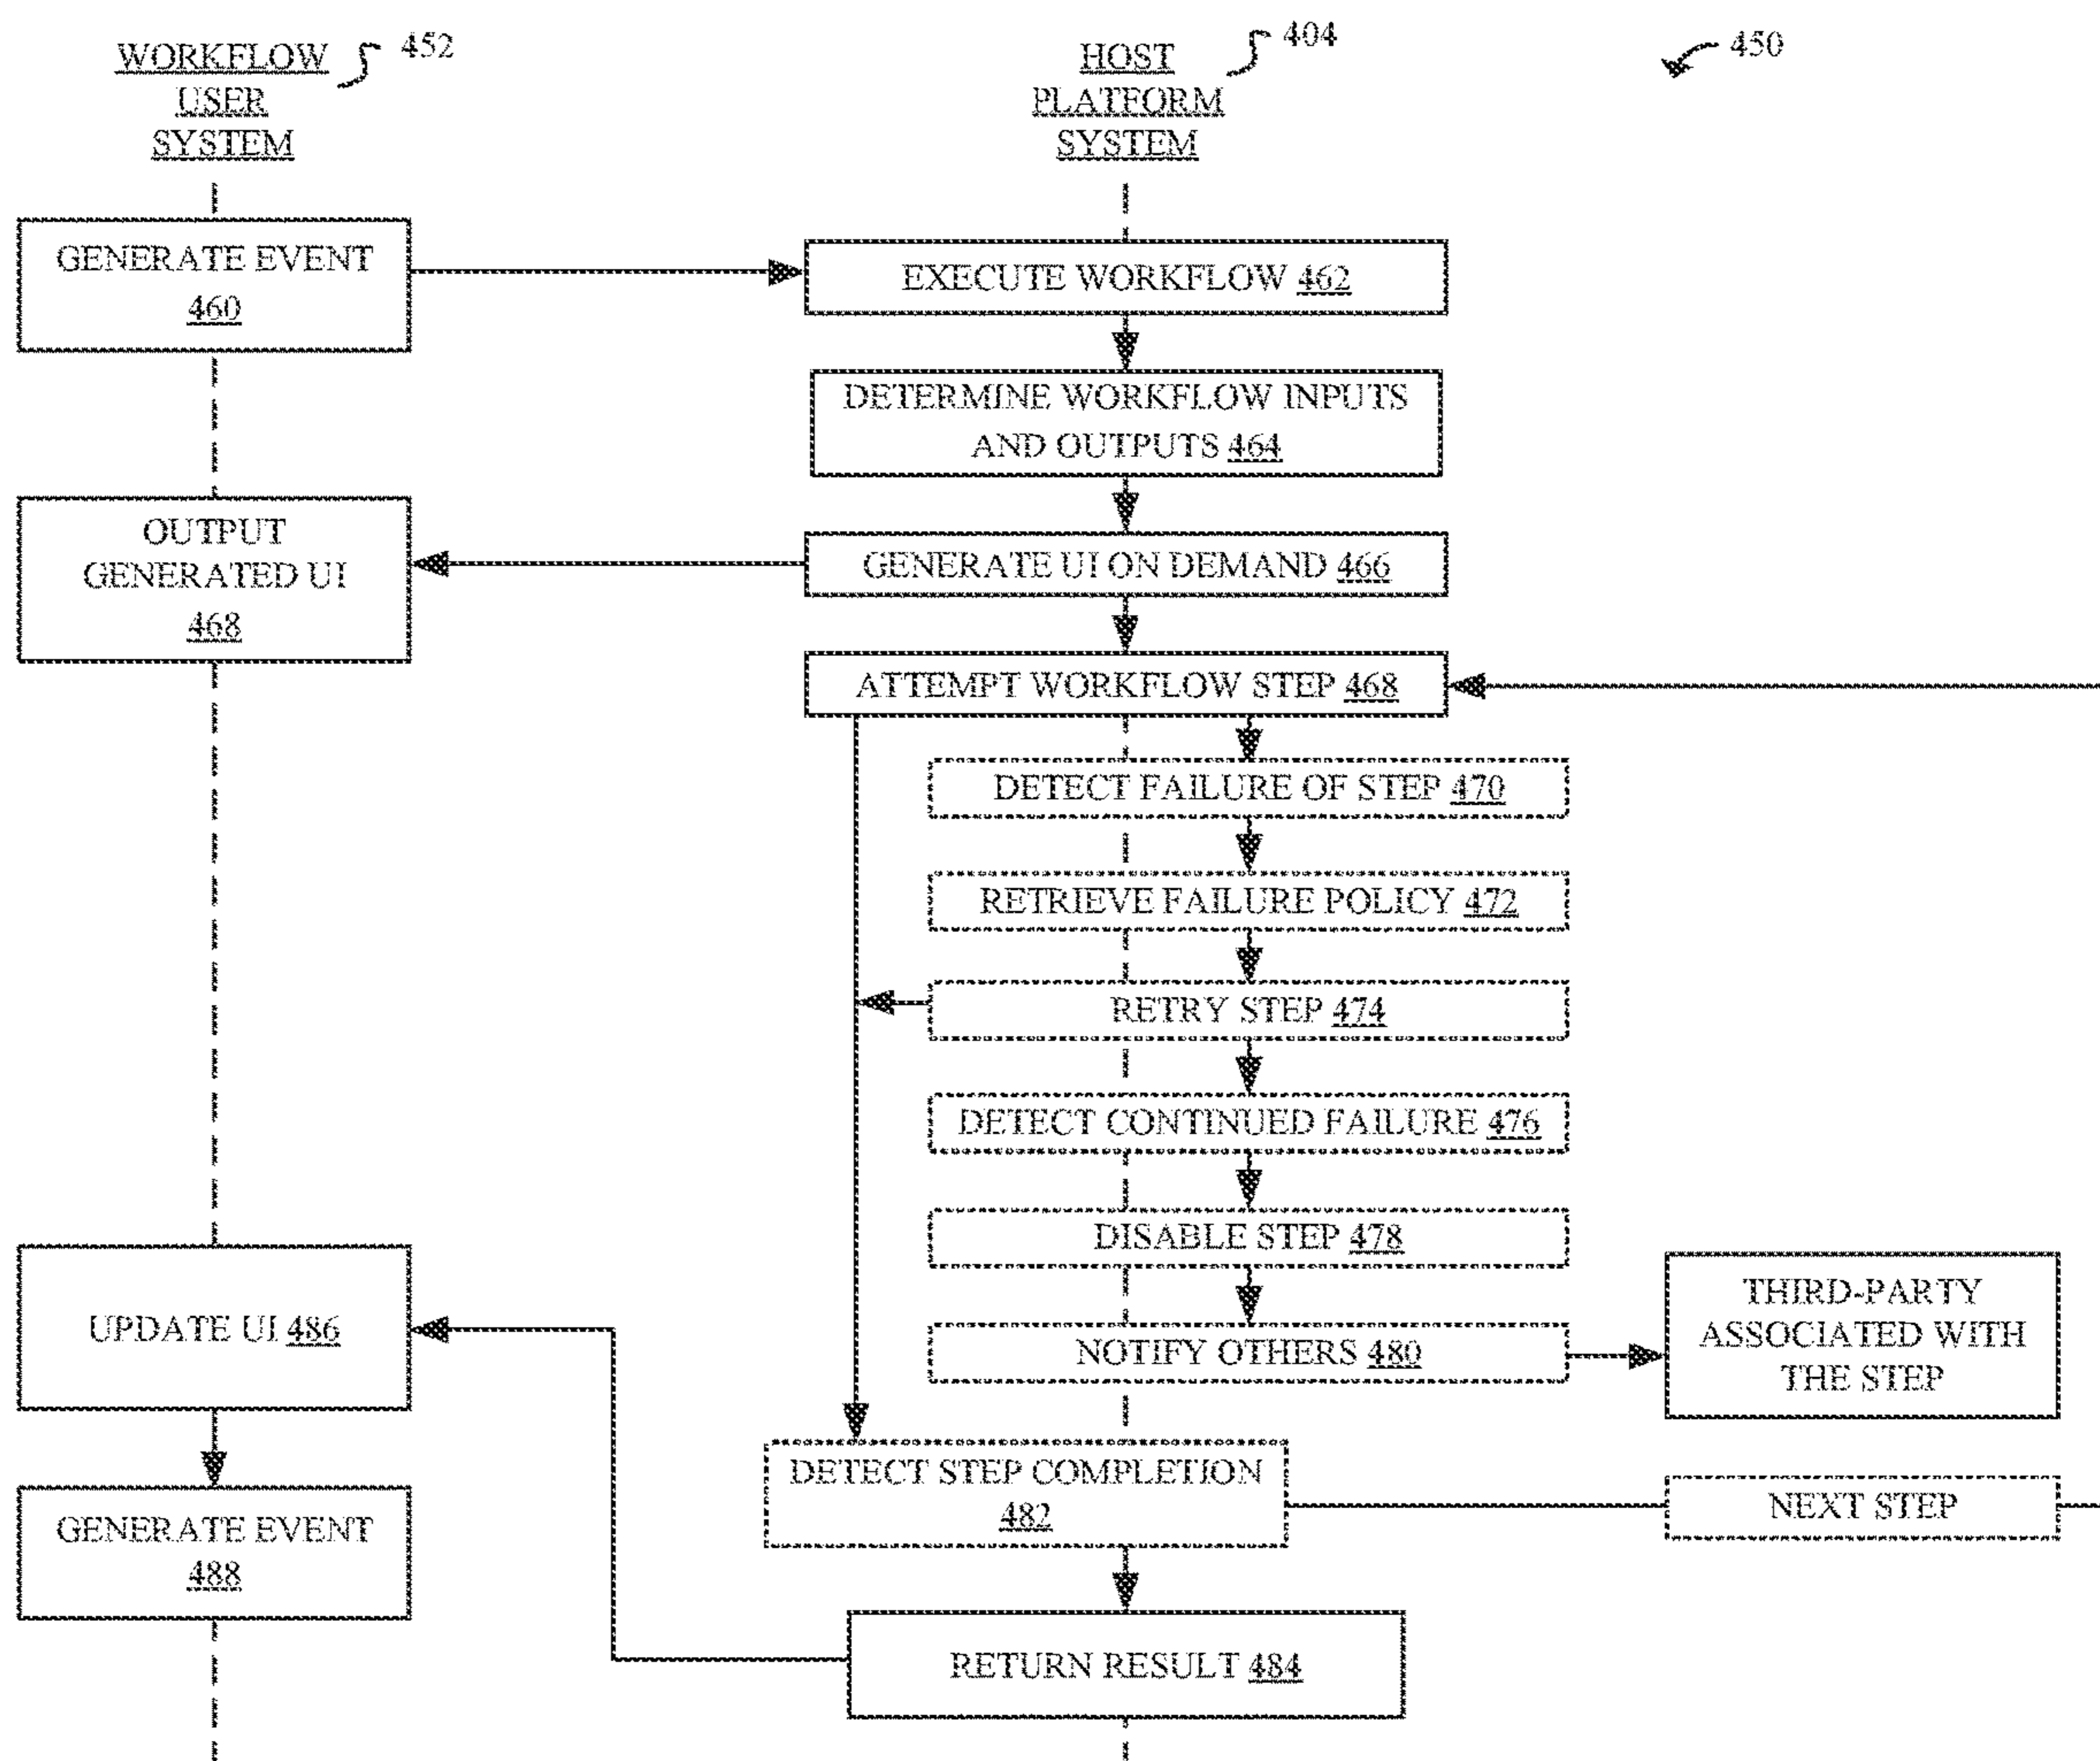 WORKFLOW
USER
SYSTEM
452
HOST
PLATFORM
SYSTEM
404
450
GENERATE EVENT
460
EXECUTE WORKFLOW 462
DETERMINE WORKFLOW INPUTS
AND OUTPUTS 464
OUTPUT
GENERATED UI
468
GENERATE UI ON DEMAND 466
ATTEMPT WORKFLOW STEP 468
DETECT FAILURE OF STEP 470
RETRIEVE FAILURE POLICY 472
RETRY STEP 474
DETECT CONTINUED FAILURE 476
DISABLE STEP 478
UPDATE UI 486
NOTIFY OTHERS 480
THIRD-PARTY
ASSOCIATED WITH
THE STEP
DETECT STEP COMPLETION
482
NEXT STEP
GENERATE EVENT
488
RETURN RESULT 484